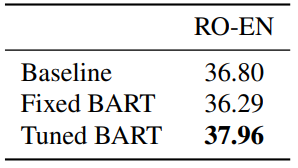 RO-EN
Baseline 36.80
Fixed BART 36.29
Tuned BART 37.96